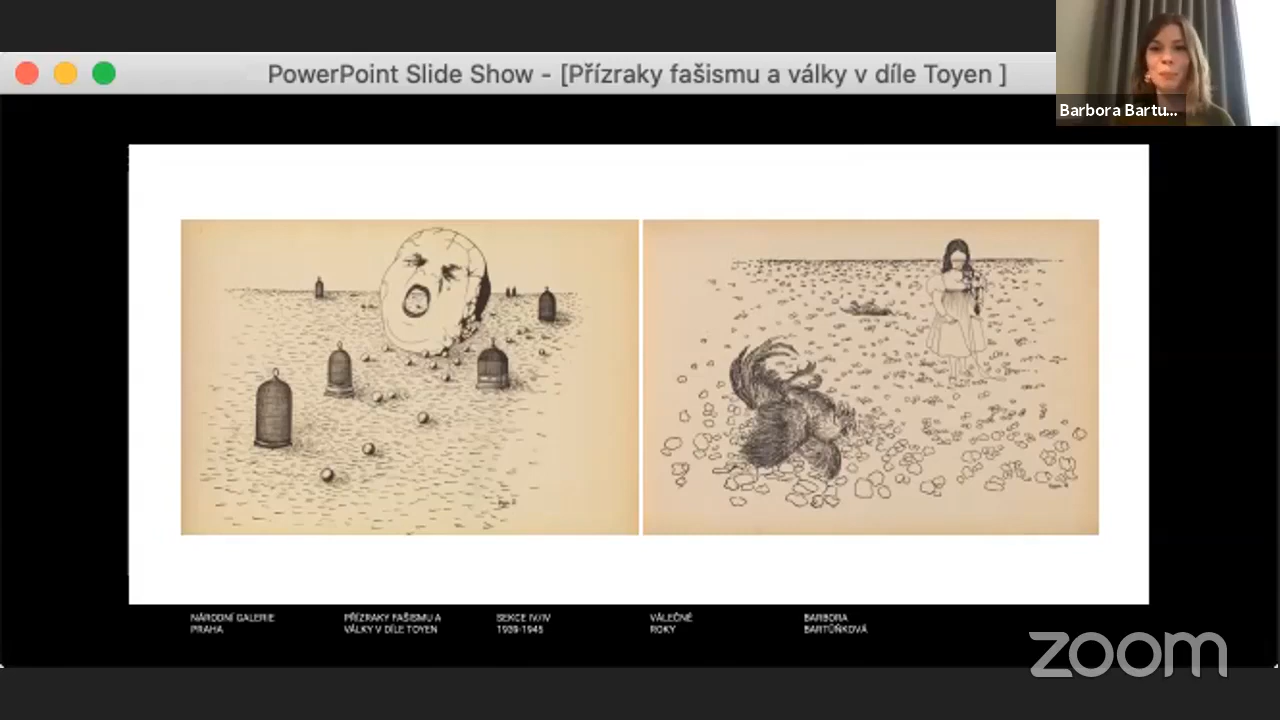 PowerPoint Slide Show - [Přízraky fašismu a války v díle Toyen ]
Barbora Bartu...
NÁRODNÍ GALERIE
PRAHA
PŘÍZRAKY FAŠISMU A
VÁLKY V DÍLE TOYEN
SEKCE IV/IV
1939-1945
VÁLEČNÉ
ROKY
BARBORA
BARTŮŇKOVÁ
zoom